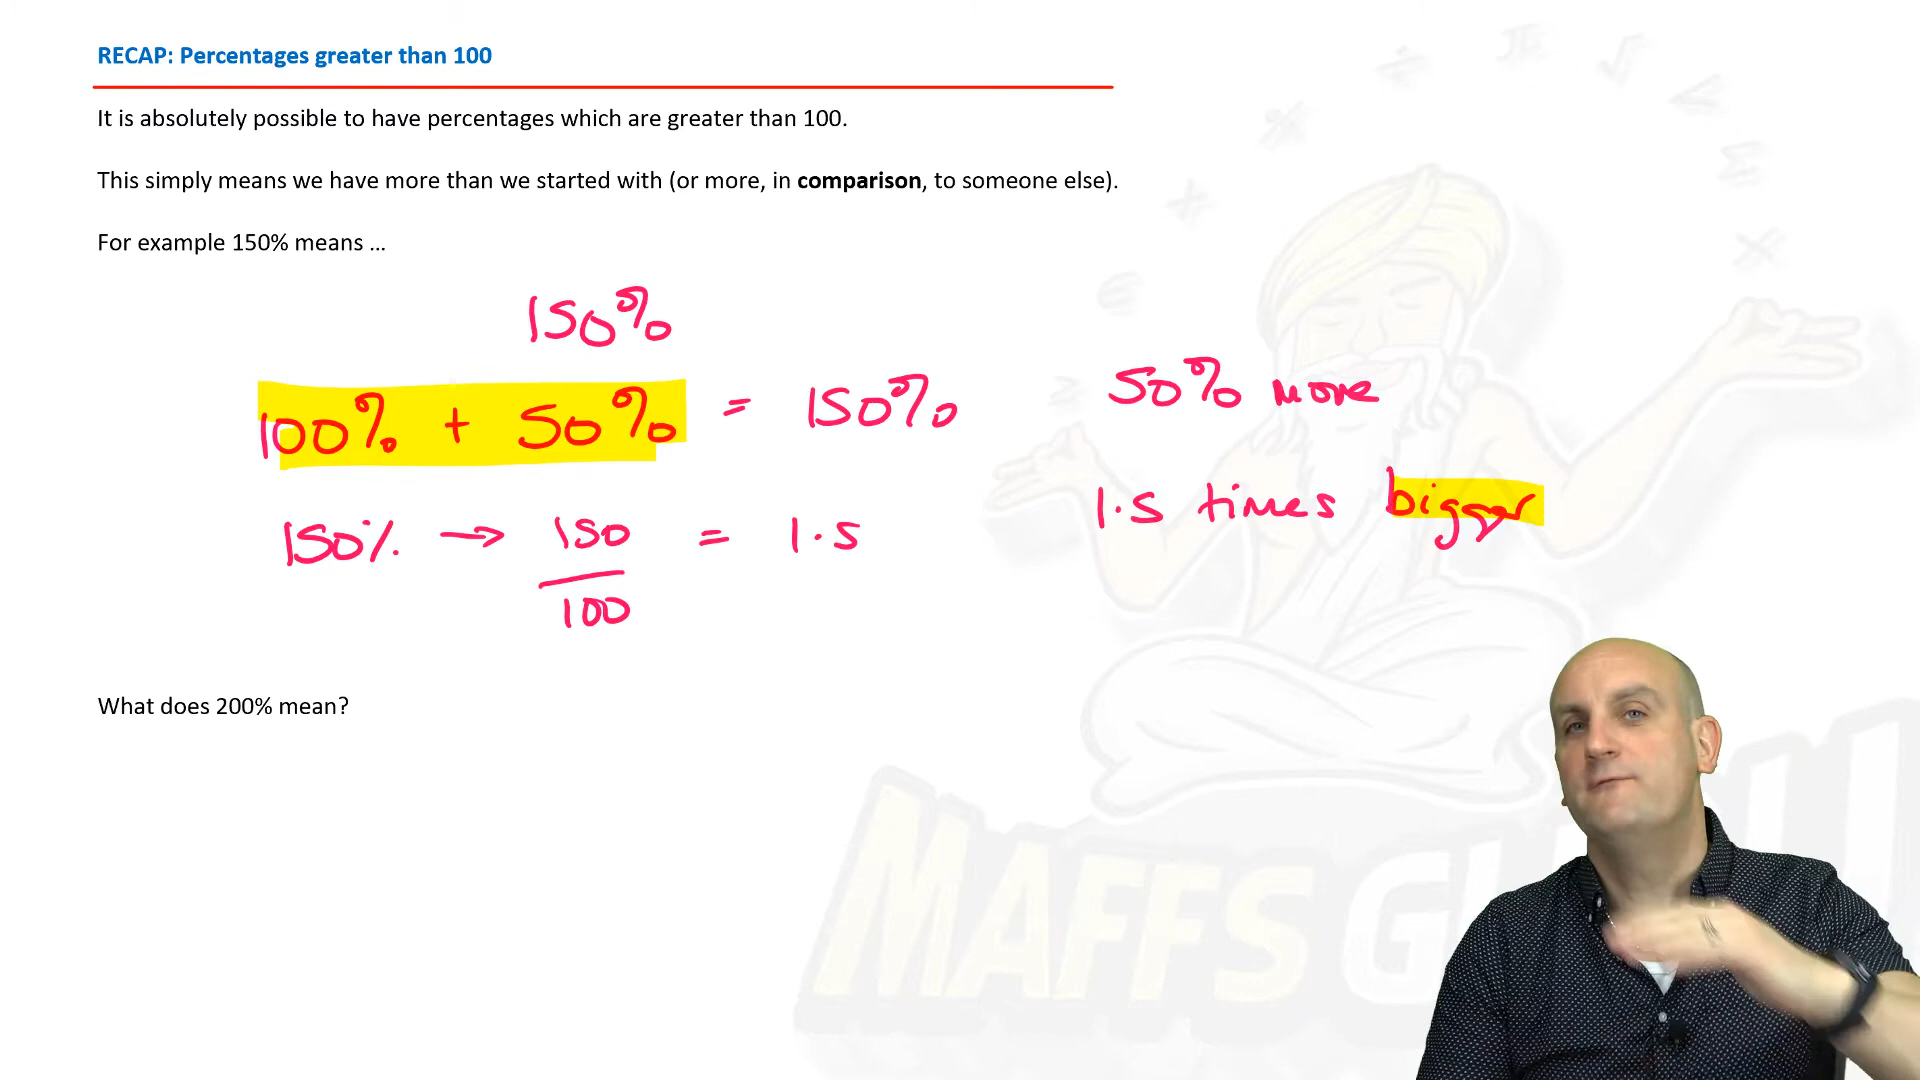 RECAP: Percentages greater than 100
It is absolutely possible to have percentages which are greater than 100.
This simply means we have more than we started with (or more, in comparison, to someone else).
For example 150% means ...
150%
100% + 50% = 150%
50% more
1.5 times bigger
150% → 150/100 = 1.5
What does 200% mean?
MAFFS G